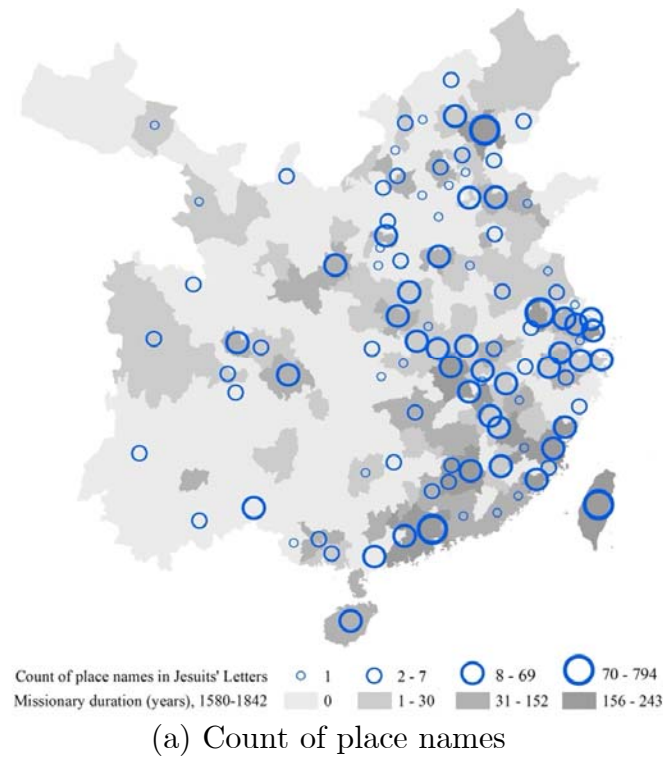 Count of place names in Jesuits' Letters 1 2 - 7 8 - 69 70 - 794
Missionary duration (years), 1580-1842 0 1 - 30 31 - 152 156 - 243
(a) Count of place names